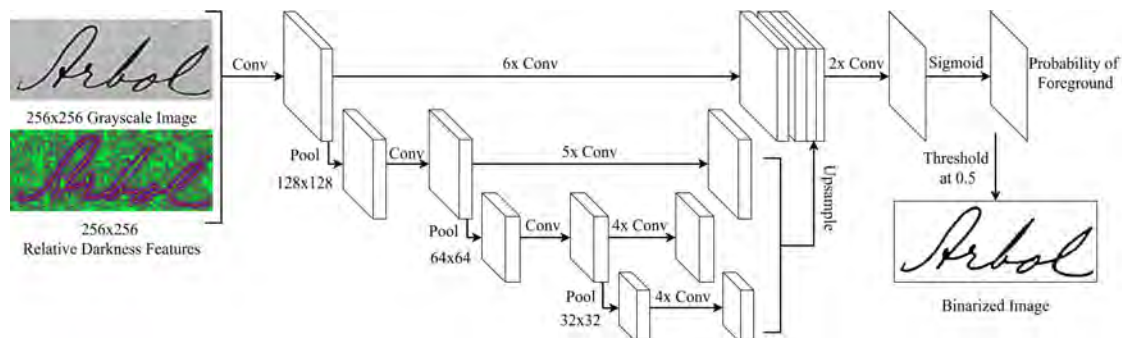 Arbol
256x256 Grayscale Image
Arbol
256x256
Relative Darkness Features
Conv
6x Conv
2x Conv
Sigmoid
Probability of
Foreground
Pool
128x128
Conv
5x Conv
Upsample
Threshold
at 0.5
Pool
64x64
Conv
4x Conv
Pool
32x32
4x Conv
Arbol
Binarized Image